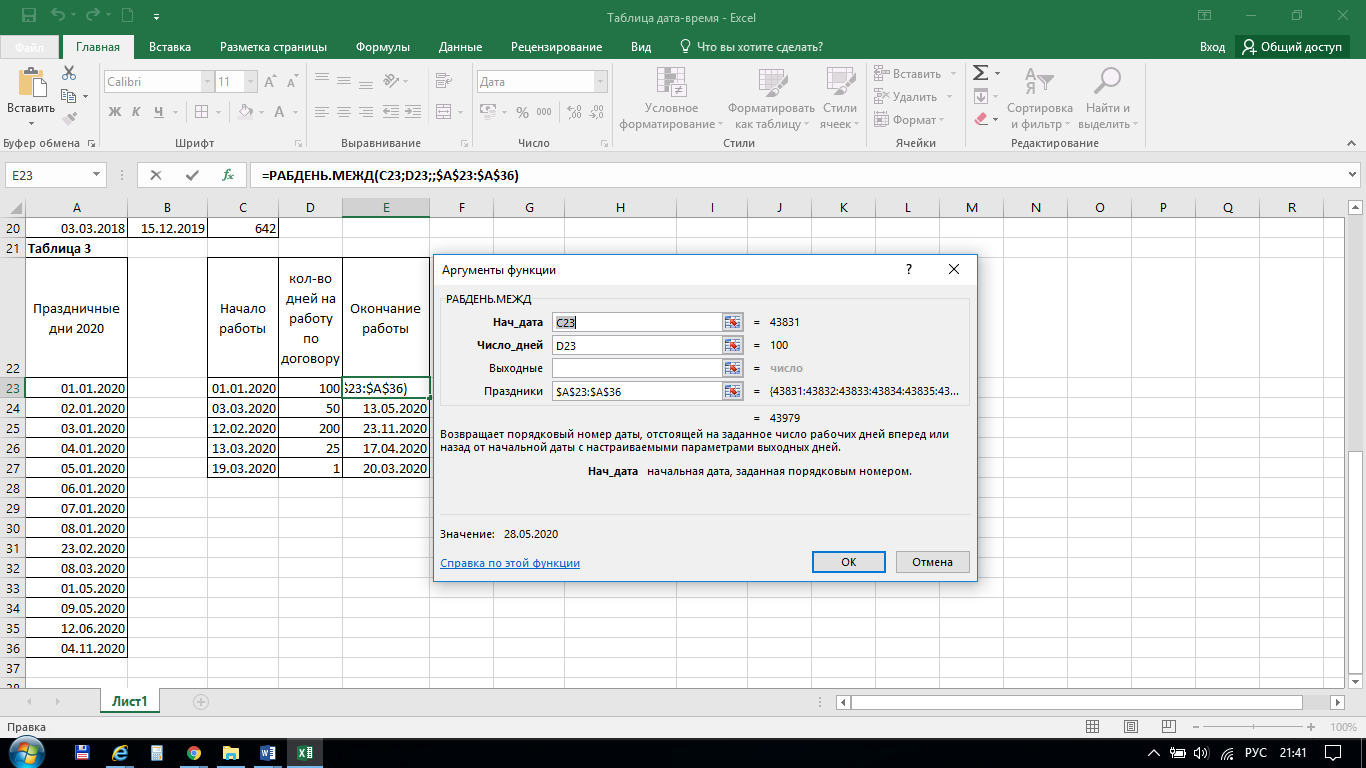 Таблица дата-время - Excel
Файл Главная Вставка Разметка страницы Формулы Данные Рецензирование Вид Что вы хотите сделать? Вход Общий доступ
Вставить
Буфер обмена
Calibri 11
Ж К Ч А
Шрифт
Выравнивание
Дата
% 000
Число
Условное форматирование
Форматировать как таблицу
Стили ячеек
Стили
Вставить
Удалить
Формат
Ячейки
Сортировка и фильтр
Найти и выделить
Редактирование
E23 fx =РАБДЕНЬ.МЕЖД(C23;D23;;$A$23:$A$36)
A B C D E F G H I J K L M N O P Q R
20 03.03.2018 15.12.2019 642
21 Таблица 3
22 Праздничные дни 2020 Начало работы кол-во дней на работу по договору Окончание работы
23 01.01.2020 01.01.2020 100 $23:$A$36)
24 02.01.2020 03.03.2020 50 13.05.2020
25 03.01.2020 12.02.2020 200 23.11.2020
26 04.01.2020 13.03.2020 25 17.04.2020
27 05.01.2020 19.03.2020 1 20.03.2020
28 06.01.2020
29 07.01.2020
30 08.01.2020
31 23.02.2020
32 08.03.2020
33 01.05.2020
34 09.05.2020
35 12.06.2020
36 04.11.2020
37
Аргументы функции ?
РАБДЕНЬ.МЕЖД
Нач_дата C23 = 43831
Число_дней D23 = 100
Выходные = число
Праздники $A$23:$A$36 = {43831:43832:43833:43834:43835:43...
= 43979
Возвращает порядковый номер даты, отстоящей на заданное число рабочих дней вперед или
назад от начальной даты с настраиваемыми параметрами выходных дней.
Нач_дата начальная дата, заданная порядковым номером.
Значение: 28.05.2020
Справка по этой функции
ОК Отмена
Лист1
Правка 100%
РУС 21:41